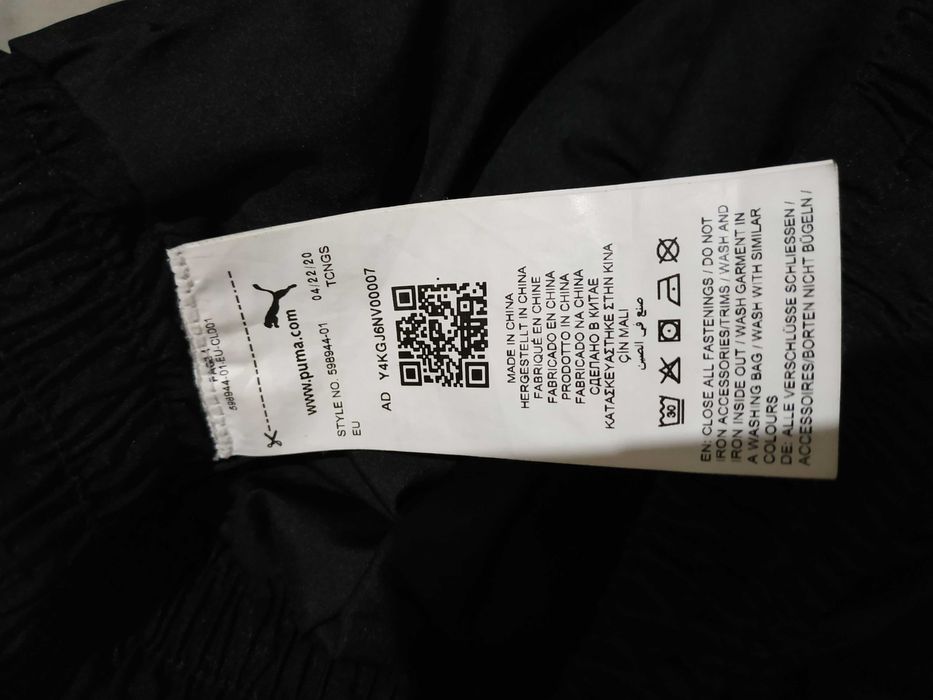 PAGE 1
598944-01.EU CLO01
www.puma.com
04/22/20
STYLE NO. 598944-01
TCNGS
EU
AD Y4KGJ6NV00007
MADE IN CHINA
HERGESTELLT IN CHINA
FABRIQUÉ EN CHINE
FABRICADO EN CHINA
PRODOTTO IN CHINA
FABRICADO NA CHINA
СДЕЛАНО В КИТАЕ
ΚΑΤΑΣΚΕΥΑΣΤΗΚΕ ΣΤΗΝ ΚΙΝΑ
ÇİN MALI
صنع في الصين
30
EN: CLOSE ALL FASTENINGS / DO NOT
IRON ACCESSORIES/TRIMS / WASH AND
IRON INSIDE OUT / WASH GARMENT IN
A WASHING BAG / WASH WITH SIMILAR
COLOURS
DE: ALLE VERSCHLÜSSE SCHLIESSEN /
ACCESSOIRES/BORTEN NICHT BÜGELN /